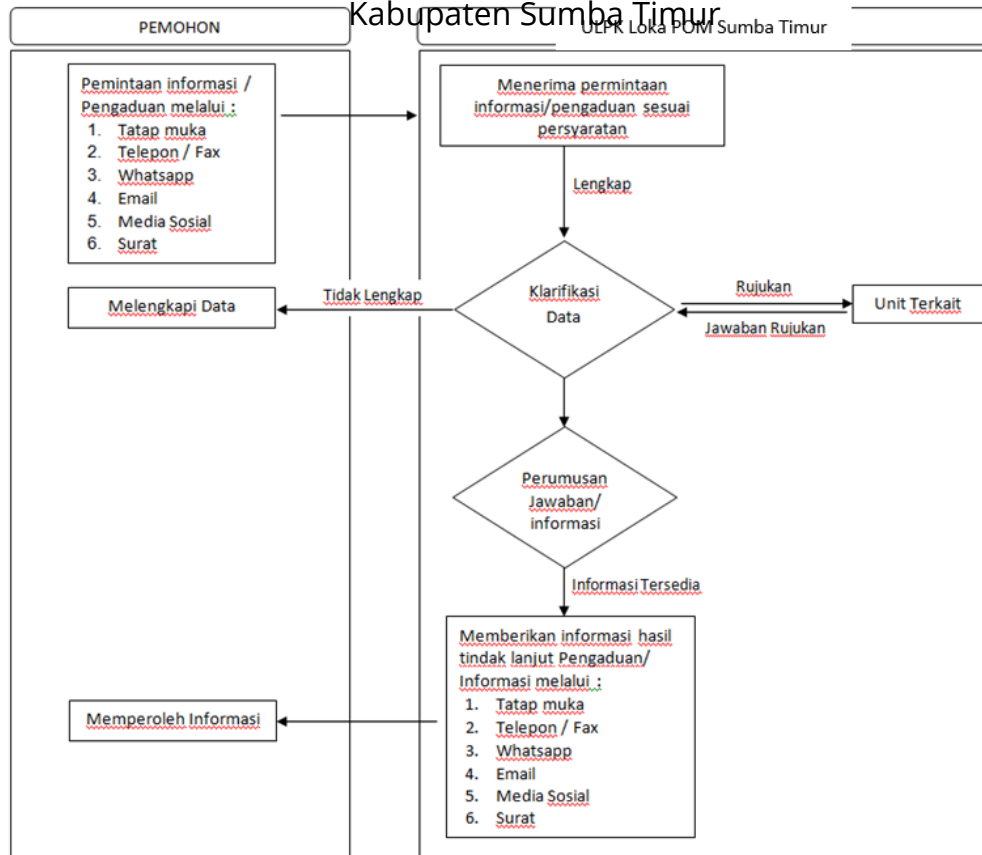 Kabupaten Sumba Timur
PEMOHON
ULPK Loka POM Sumba Timur
Pemintaan informasi /
Pengaduan melalui :
1. Tatap muka
2. Telepon / Fax
3. Whatsapp
4. Email
5. Media Sosial
6. Surat
Menerima permintaan
informasi/pengaduan sesuai
persyaratan
Lengkap
Klarifikasi
Data
Tidak Lengkap
Melengkapi Data
Rujukan
Jawaban Rujukan
Unit Terkait
Perumusan
Jawaban/
informasi
Informasi Tersedia
Memberikan informasi hasil
tindak lanjut Pengaduan/
Informasi melalui :
1. Tatap muka
2. Telepon / Fax
3. Whatsapp
4. Email
5. Media Sosial
6. Surat
Memperoleh Informasi